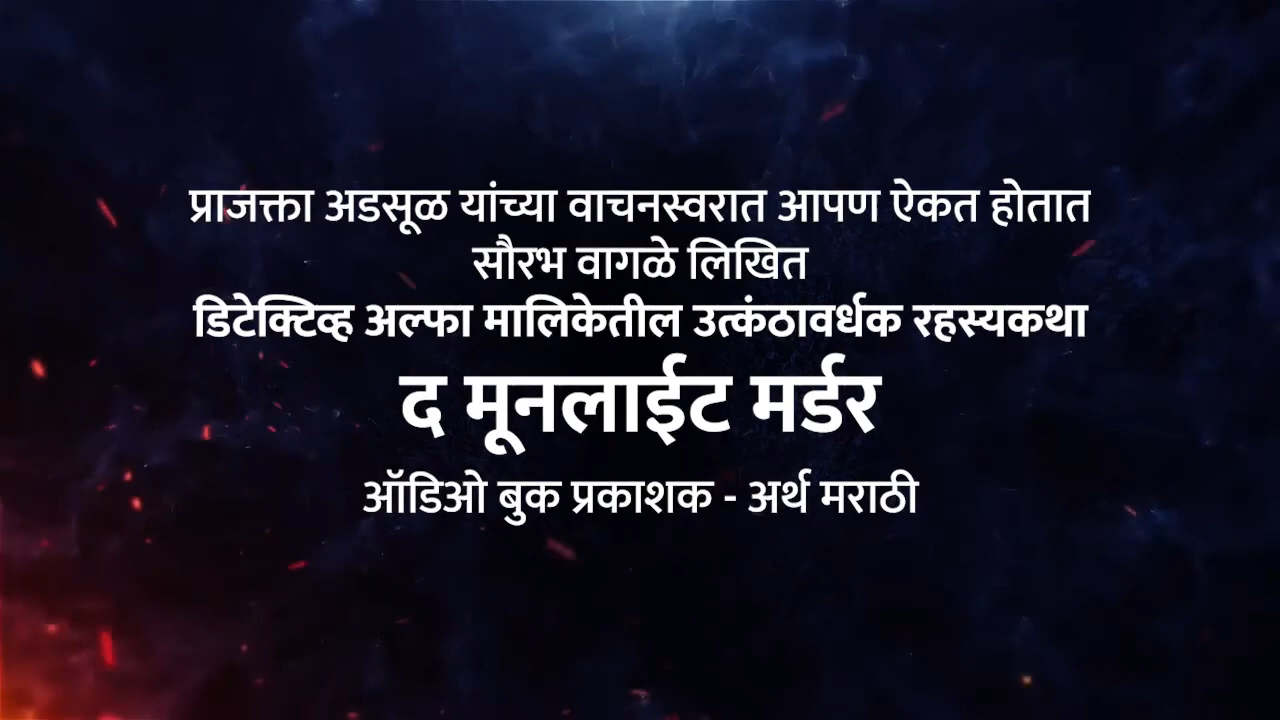 प्राजक्ता अडसूळ यांच्या वाचनस्वरात आपण ऐकत होतात
सौरभ वागळे लिखित
डिटेक्टिव्ह अल्फा मालिकेतील उत्कंठावर्धक रहस्यकथा
द मूनलाईट मर्डर
ऑडिओ बुक प्रकाशक - अर्थ मराठी